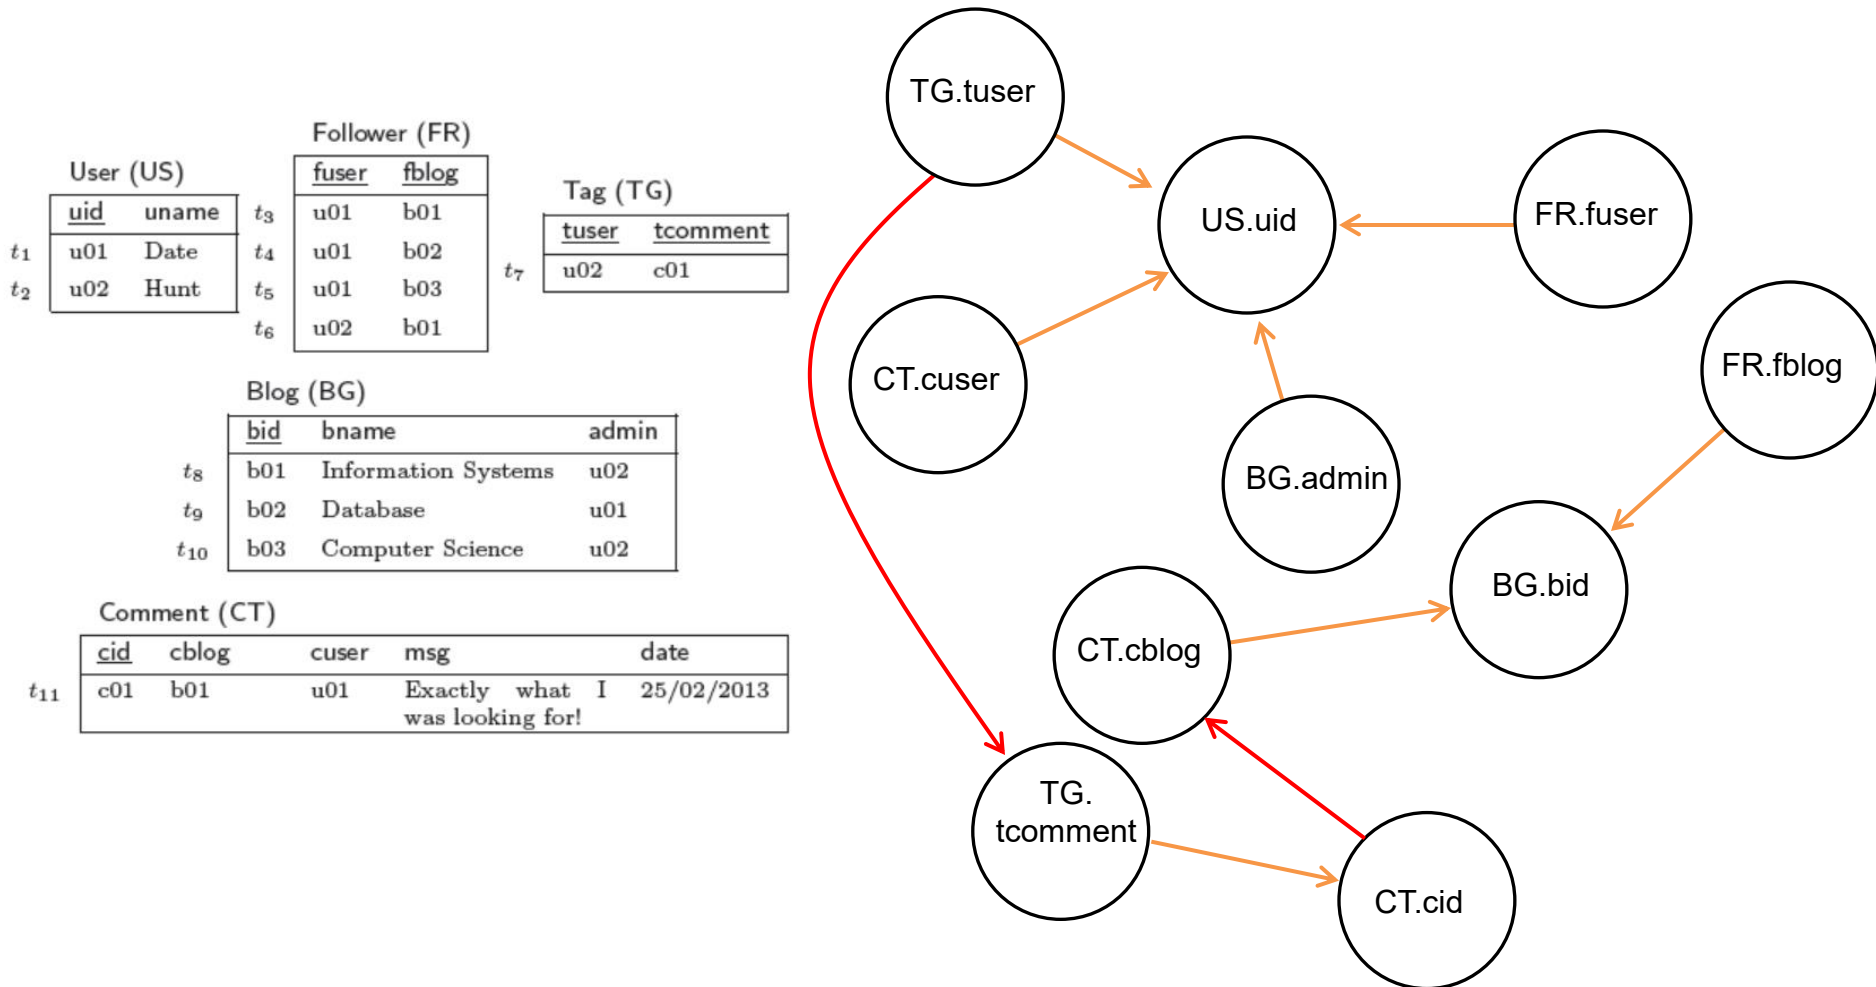 User (US)
uid uname
t1 u01 Date
t2 u02 Hunt
Follower (FR)
fuser fblog
t3 u01 b01
t4 u01 b02
t5 u01 b03
t6 u02 b01
Tag (TG)
tuser tcomment
t7 u02 c01
Blog (BG)
bid bname admin
t8 b01 Information Systems u02
t9 b02 Database u01
t10 b03 Computer Science u02
Comment (CT)
cid cblog cuser msg date
t11 c01 b01 u01 Exactly what I 25/02/2013
was looking for!
TG.tuser
US.uid
FR.fuser
CT.cuser
FR.fblog
BG.admin
BG.bid
CT.cblog
TG.
tcomment
CT.cid